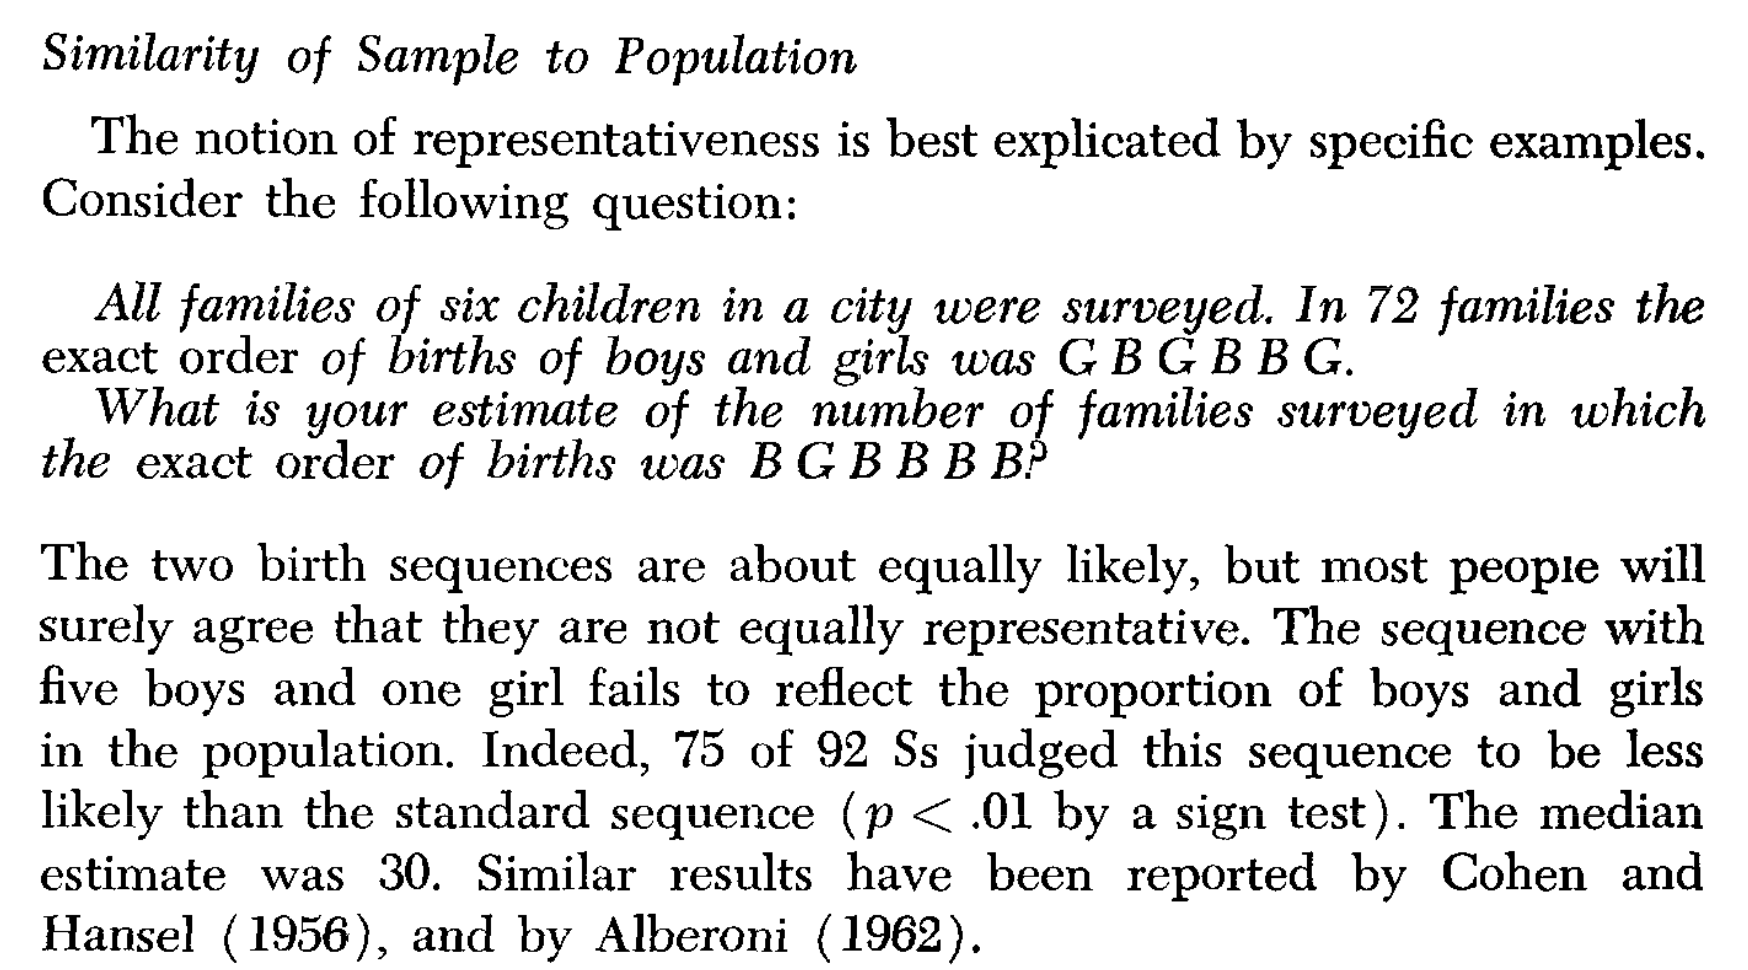 Similarity of Sample to Population
The notion of representativeness is best explicated by specific examples.
Consider the following question:
All families of six children in a city were surveyed. In 72 families the
exact order of births of boys and girls was G B G B B G.
What is your estimate of the number of families surveyed in which
the exact order of births was B G B B B B?
The two birth sequences are about equally likely, but most people will
surely agree that they are not equally representative. The sequence with
five boys and one girl fails to reflect the proportion of boys and girls
in the population. Indeed, 75 of 92 Ss judged this sequence to be less
likely than the standard sequence (p < .01 by a sign test). The median
estimate was 30. Similar results have been reported by Cohen and
Hansel (1956), and by Alberoni (1962).